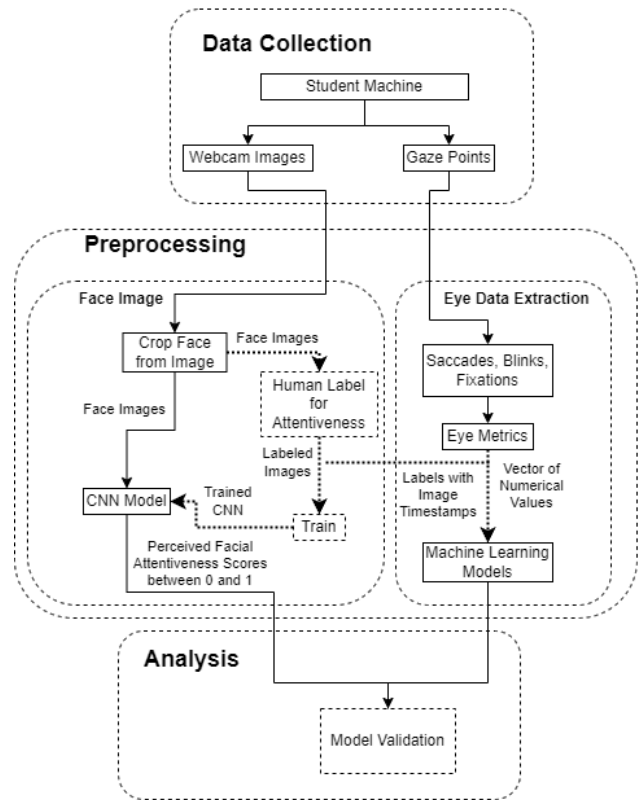 Data Collection
Student Machine
Webcam Images
Gaze Points
Preprocessing
Face Image
Eye Data Extraction
Crop Face
from Image
Face Images
Saccades, Blinks,
Fixations
Human Label
for
Attentiveness
Face Images
Eye Metrics
Labeled
Images
Labels with
Image
Timestamps
Vector of
Numerical
Values
CNN Model
Trained
CNN
Train
Perceived Facial
Attentiveness Scores
between 0 and 1
Machine Learning
Models
Analysis
Model Validation